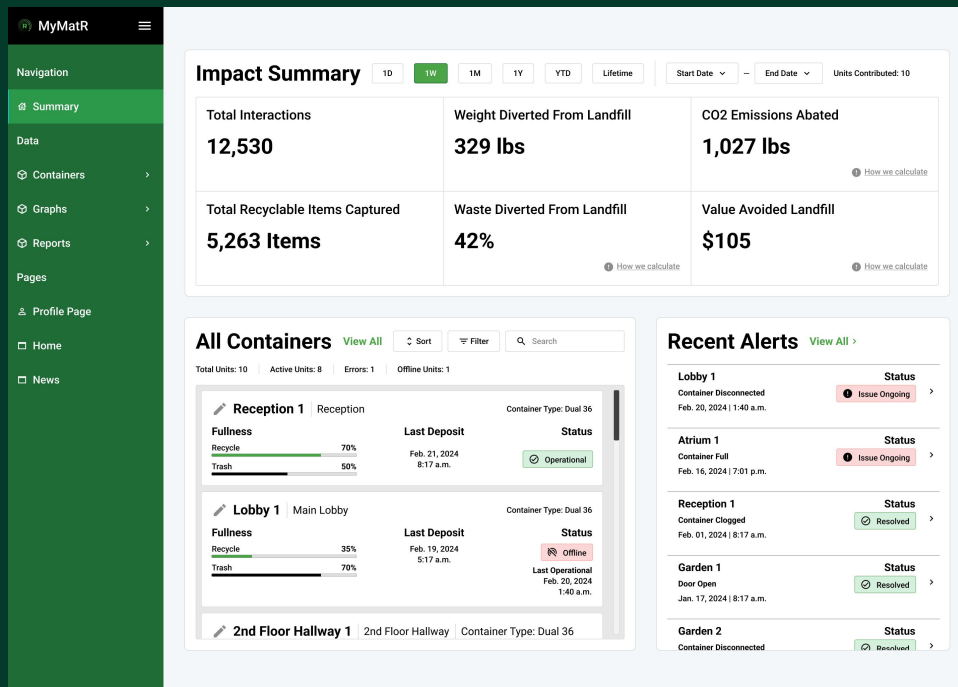 MyMatR
Navigation
Summary
Data
Containers
Graphs
Reports
Pages
Profile Page
Home
News
Impact Summary 1D 1W 1M 1Y YTD Lifetime Start Date – End Date Units Contributed: 10
Total Interactions
12,530
Weight Diverted From Landfill
329 lbs
CO2 Emissions Abated
1,027 lbs
How we calculate
Total Recyclable Items Captured
5,263 Items
Waste Diverted From Landfill
42%
How we calculate
Value Avoided Landfill
$105
How we calculate
All Containers View All Sort Filter Search
Total Units: 10 Active Units: 8 Errors: 1 Offline Units: 1
Reception 1 Reception Container Type: Dual 36
Fullness Last Deposit Status
Recycle 70%
Trash 50%
Feb. 21, 2024
8:17 a.m.
Operational
Lobby 1 Main Lobby Container Type: Dual 36
Fullness Last Deposit Status
Recycle 35%
Trash 70%
Feb. 19, 2024
5:17 a.m.
Offline
Last Operational
Feb. 20, 2024
1:40 a.m.
2nd Floor Hallway 1 2nd Floor Hallway Container Type: Dual 36
Recent Alerts View All
Lobby 1 Status
Container Disconnected Issue Ongoing
Feb. 20, 2024 | 1:40 a.m.
Atrium 1 Status
Container Full Issue Ongoing
Feb. 16, 2024 | 7:01 p.m.
Reception 1 Status
Container Clogged Resolved
Feb. 01, 2024 | 8:17 a.m.
Garden 1 Status
Door Open Resolved
Jan. 17, 2024 | 8:17 a.m.
Garden 2 Status
Container Disconnected Resolved